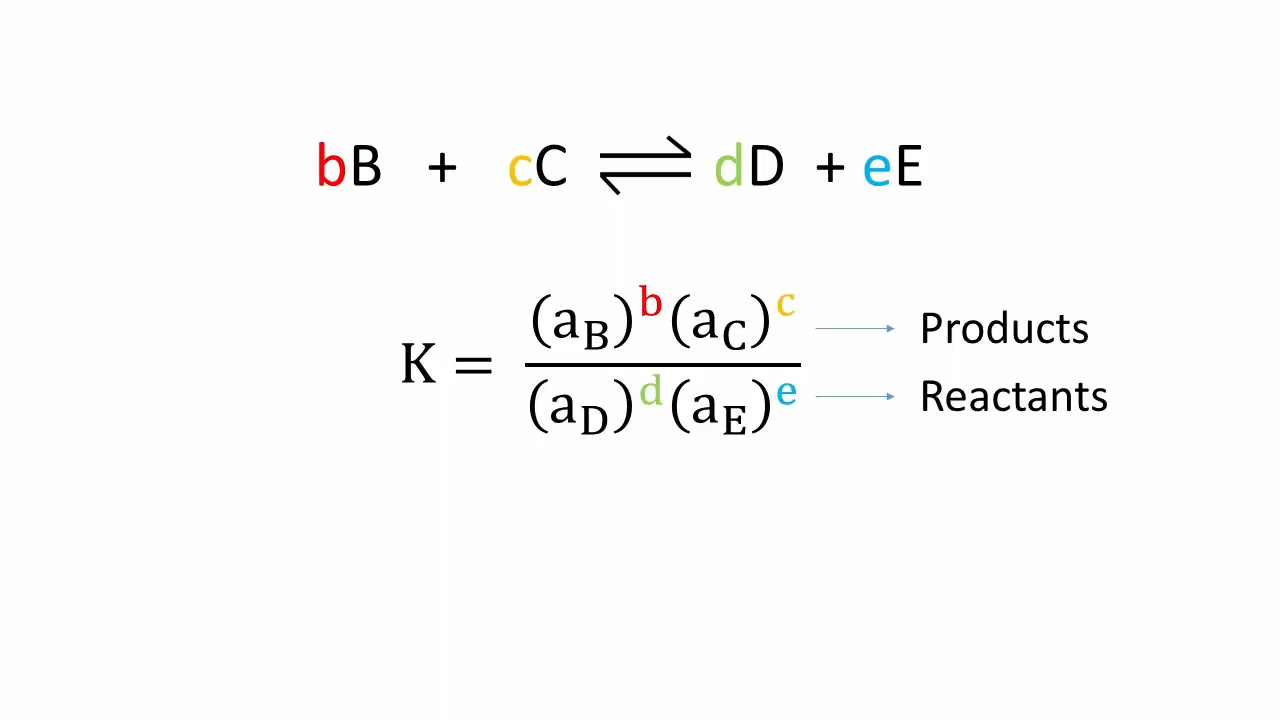 bB + cC ⇌ dD + eE
K = (a_B)^b (a_C)^c / (a_D)^d (a_E)^e
Products
Reactants